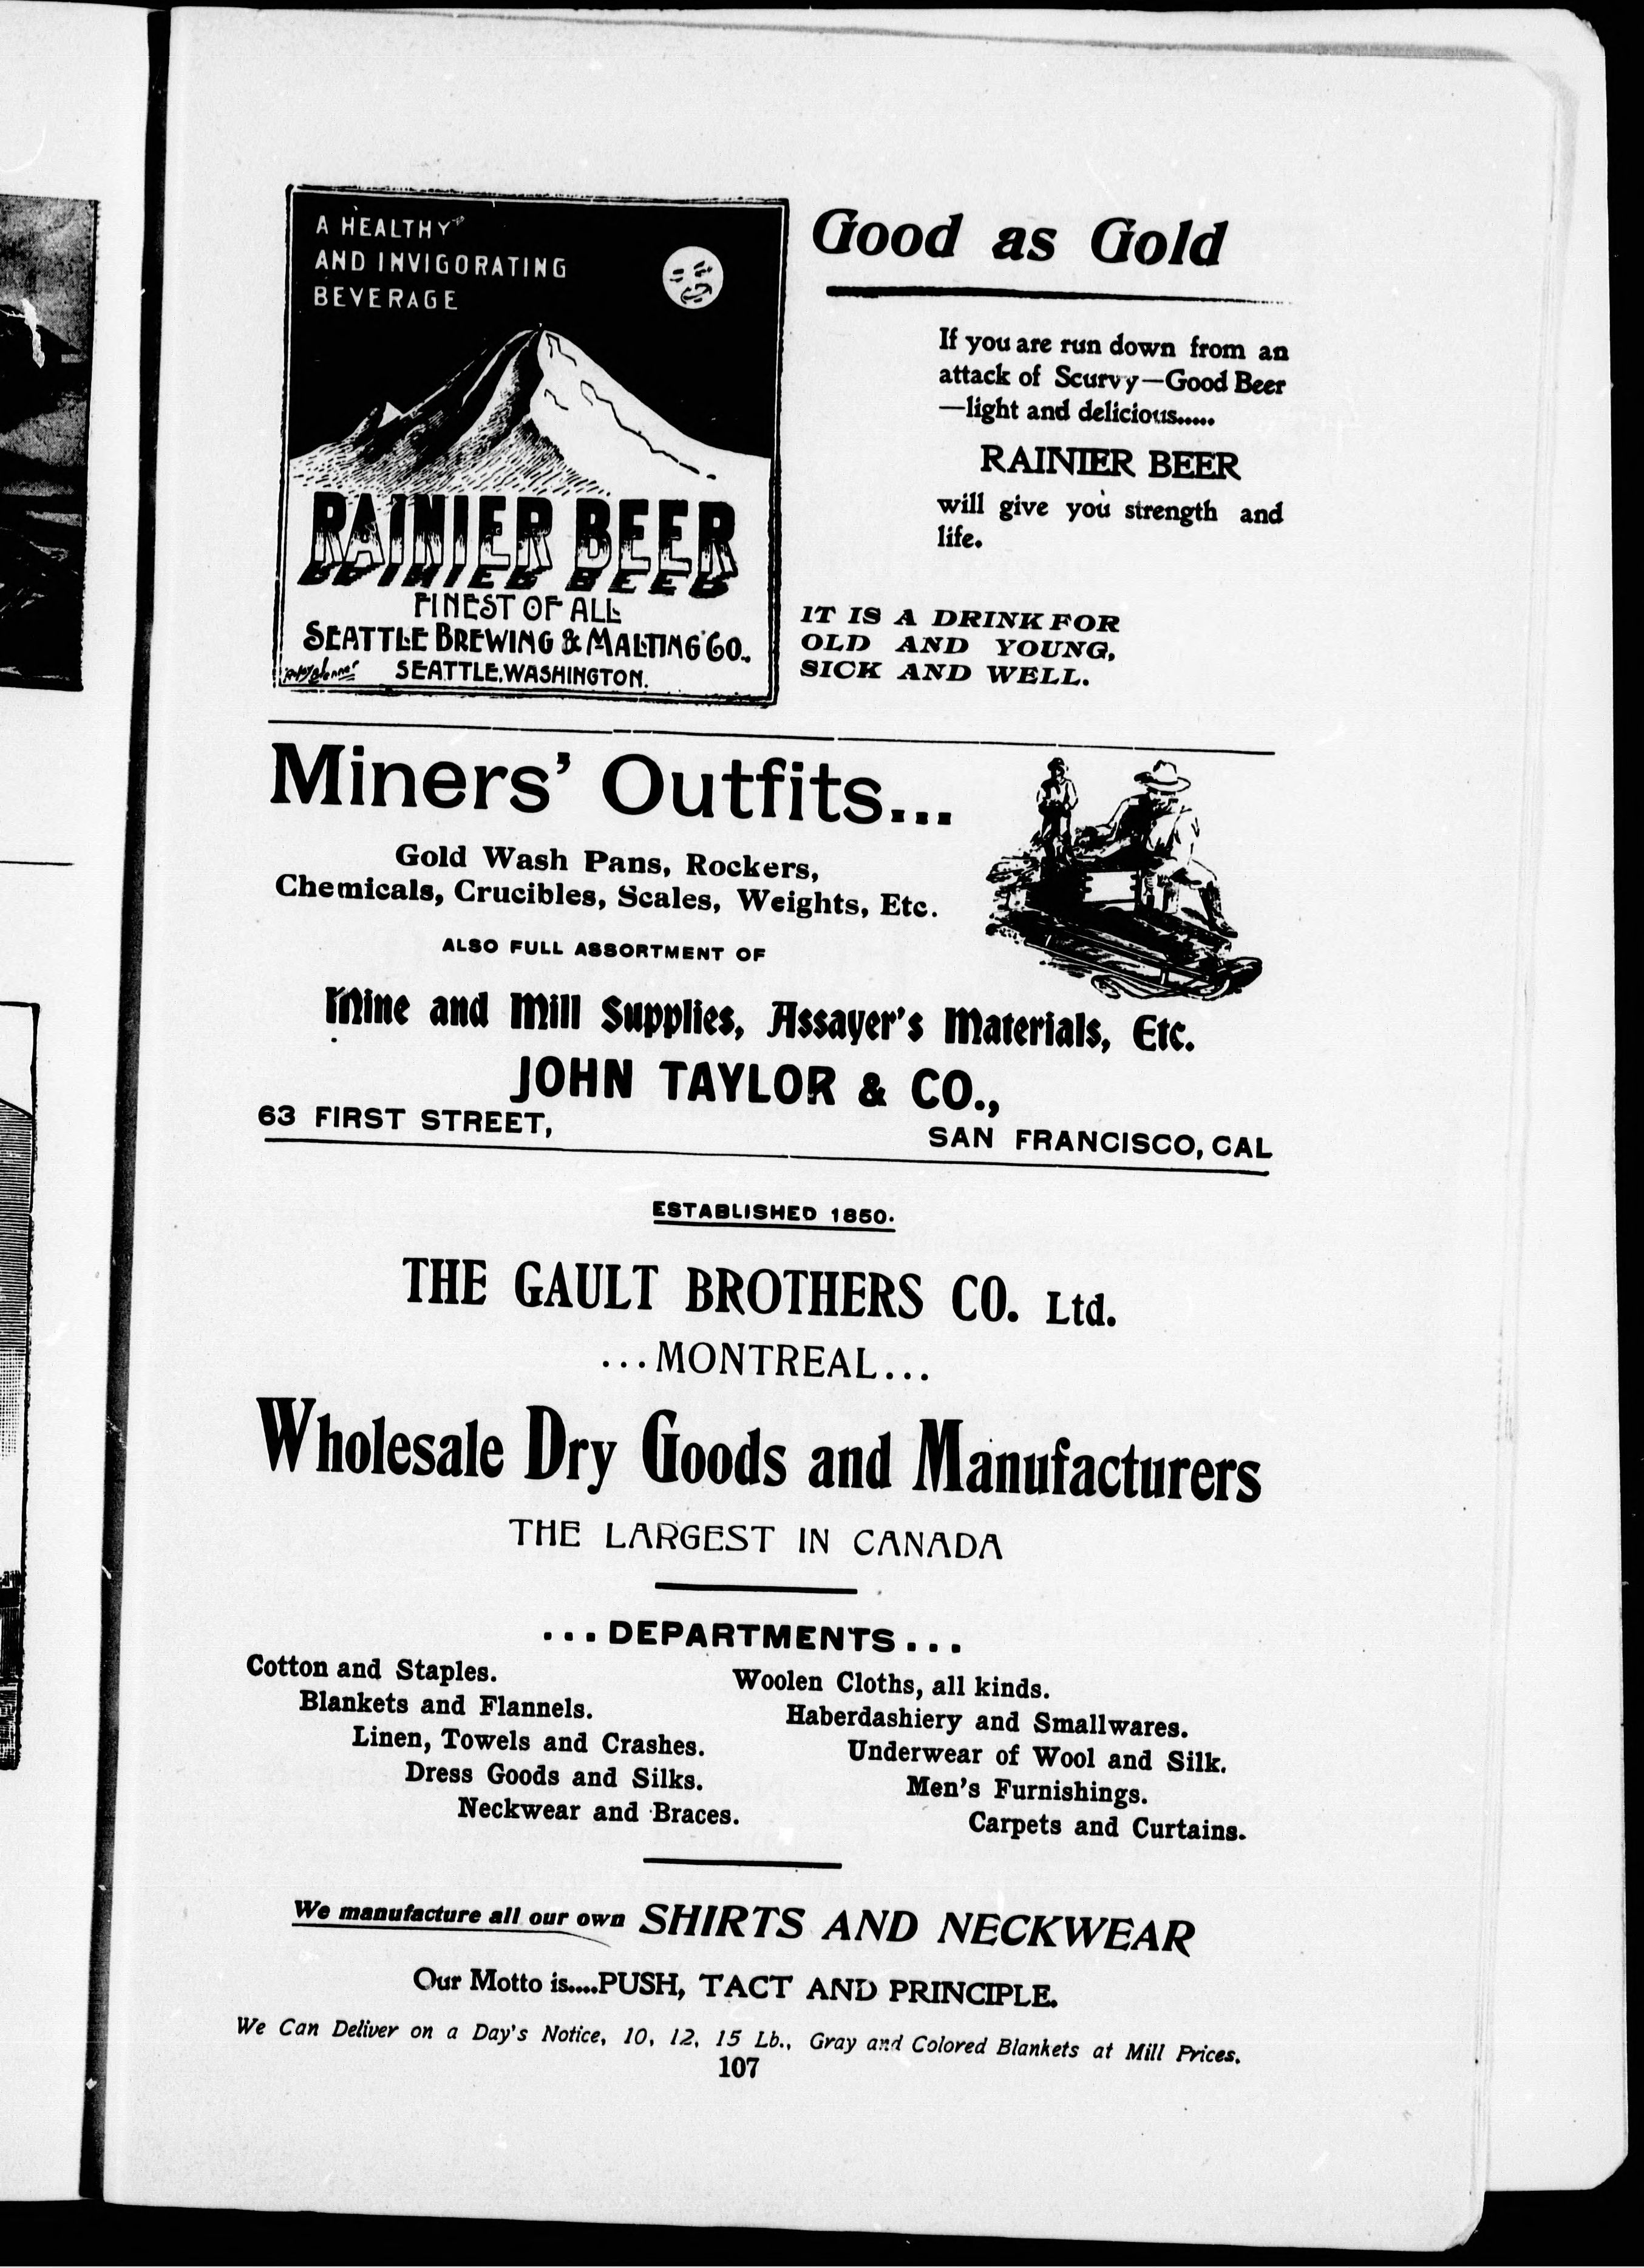 A HEALTHY
AND INVIGORATING
BEVERAGE
RAINIER BEER
FINEST OF ALL
SEATTLE BREWING & MALTING CO.,
SEATTLE, WASHINGTON.
Good as Gold
If you are run down from an
attack of Scurvy—Good Beer
—light and delicious.....
RAINIER BEER
will give you strength and
life.
IT IS A DRINK FOR
OLD AND YOUNG,
SICK AND WELL.
Miners' Outfits...
Gold Wash Pans, Rockers,
Chemicals, Crucibles, Scales, Weights, Etc.
ALSO FULL ASSORTMENT OF
Mine and Mill Supplies, Assayer's Materials, Etc.
JOHN TAYLOR & CO.,
63 FIRST STREET,
SAN FRANCISCO, CAL
ESTABLISHED 1850.
THE GAULT BROTHERS CO. Ltd.
...MONTREAL...
Wholesale Dry Goods and Manufacturers
THE LARGEST IN CANADA
...DEPARTMENTS...
Cotton and Staples.
Blankets and Flannels.
Linen, Towels and Crashes.
Dress Goods and Silks.
Neckwear and Braces.
Woolen Cloths, all kinds.
Haberdashiery and Smallwares.
Underwear of Wool and Silk.
Men's Furnishings.
Carpets and Curtains.
We manufacture all our own SHIRTS AND NECKWEAR
Our Motto is....PUSH, TACT AND PRINCIPLE.
We Can Deliver on a Day's Notice, 10, 12, 15 Lb., Gray and Colored Blankets at Mill Prices.
107